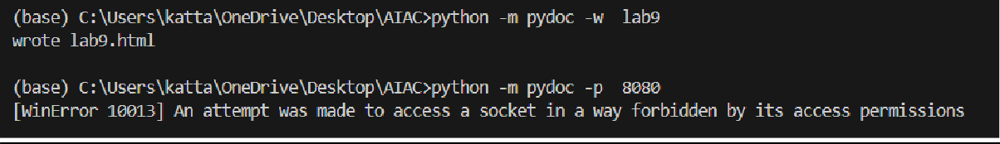 (base) C:\Users\katta\OneDrive\Desktop\AIAC>python -m pydoc -w  lab9
wrote lab9.html
(base) C:\Users\katta\OneDrive\Desktop\AIAC>python -m pydoc -p  8080
[WinError 10013] An attempt was made to access a socket in a way forbidden by its access permissions